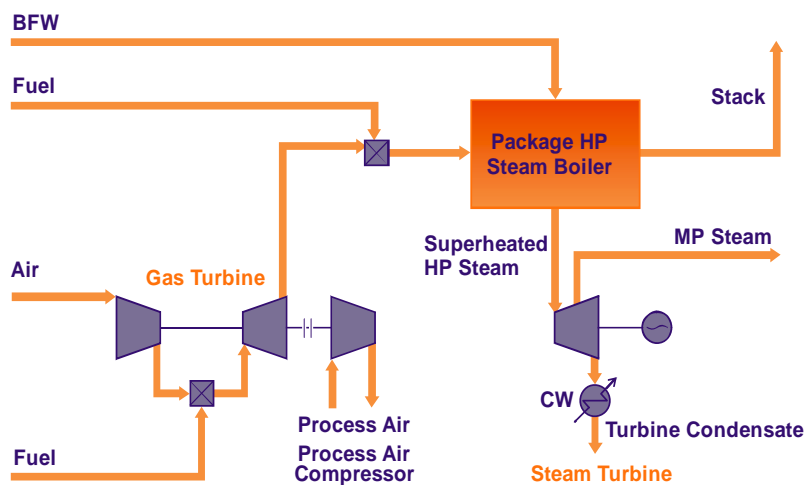 BFW
Fuel
Stack
Package HP
Steam Boiler
Superheated
HP Steam
MP Steam
Air
Gas Turbine
CW
Process Air
Turbine Condensate
Process Air
Compressor
Fuel
Steam Turbine